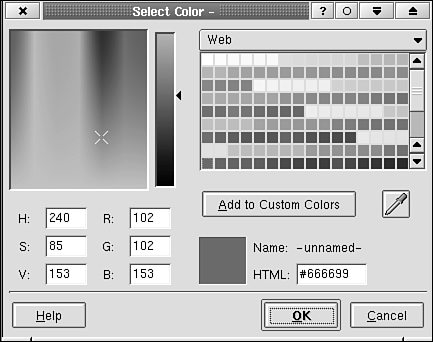 Select Color -
?
Web
Add to Custom Colors
H: 240 R: 102
S: 85 G: 102
V: 153 B: 153
Name: -unnamed-
HTML: #666699
Help OK Cancel